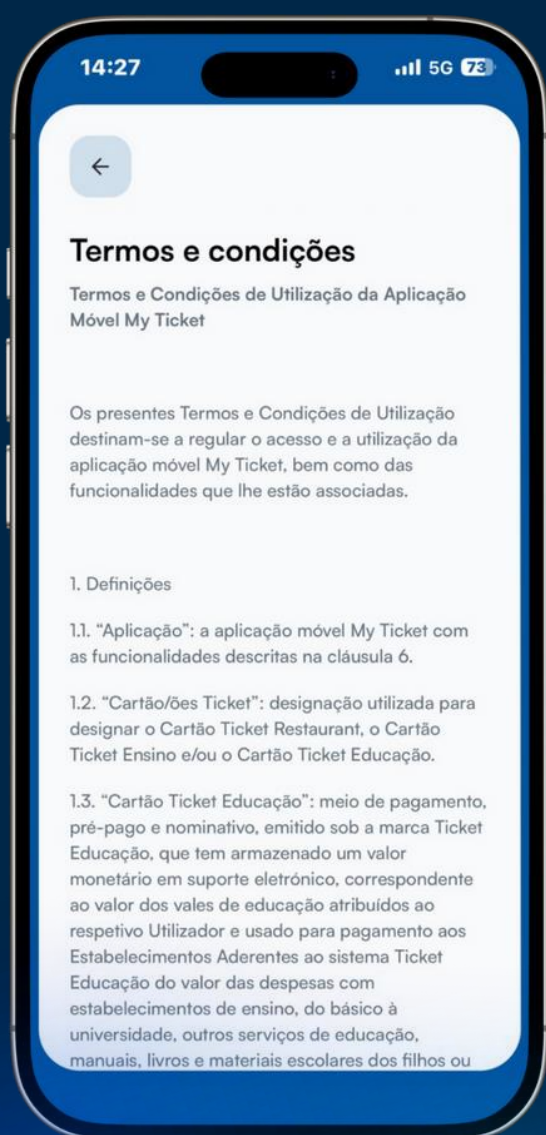 14:27
5G 73
Termos e condições
Termos e Condições de Utilização da Aplicação
Móvel My Ticket
Os presentes Termos e Condições de Utilização
destinam-se a regular o acesso e a utilização da
aplicação móvel My Ticket, bem como das
funcionalidades que lhe estão associadas.
1. Definições
1.1. “Aplicação”: a aplicação móvel My Ticket com
as funcionalidades descritas na cláusula 6.
1.2. “Cartão/ões Ticket”: designação utilizada para
designar o Cartão Ticket Restaurant, o Cartão
Ticket Ensino e/ou o Cartão Ticket Educação.
1.3. “Cartão Ticket Educação”: meio de pagamento,
pré-pago e nominativo, emitido sob a marca Ticket
Educação, que tem armazenado um valor
monetário em suporte eletrónico, correspondente
ao valor dos vales de educação atribuídos ao
respetivo Utilizador e usado para pagamento aos
Estabelecimentos Aderentes ao sistema Ticket
Educação do valor das despesas com
estabelecimentos de ensino, do básico à
universidade, outros serviços de educação,
manuais, livros e materiais escolares dos filhos ou